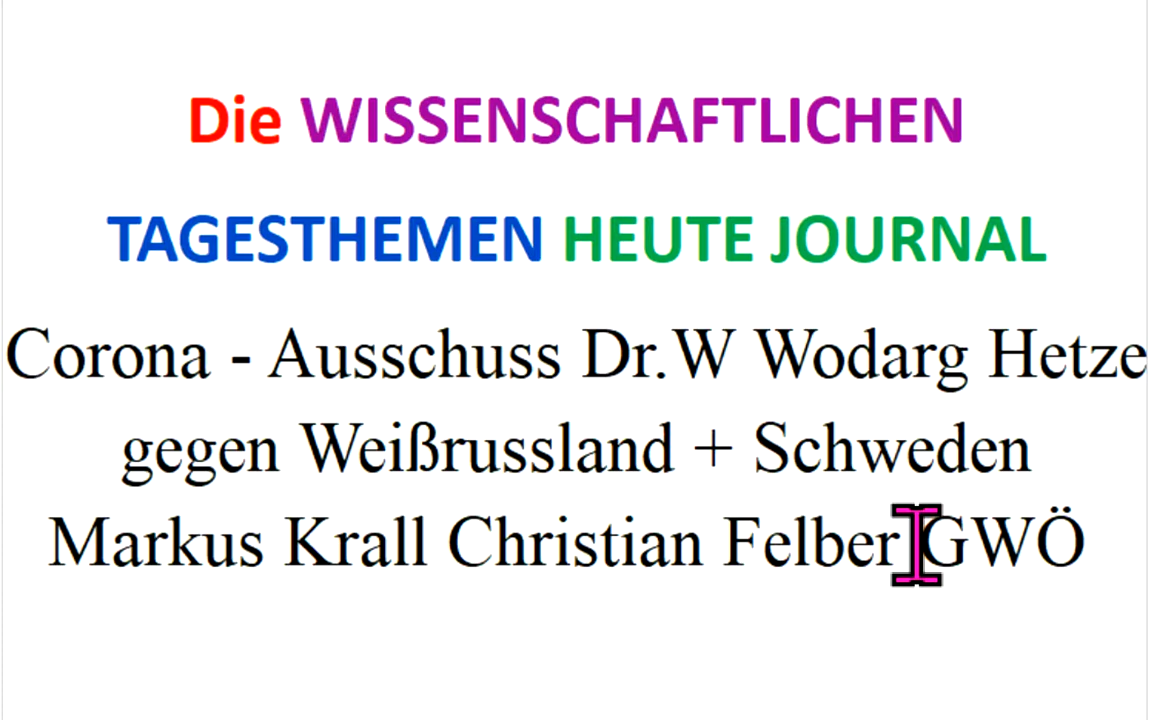 Die WISSENSCHAFTLICHEN
TAGESTHEMEN HEUTE JOURNAL
Corona - Ausschuss Dr.W Wodarg Hetze
gegen Weißrussland + Schweden
Markus Krall Christian Felber GWÖ